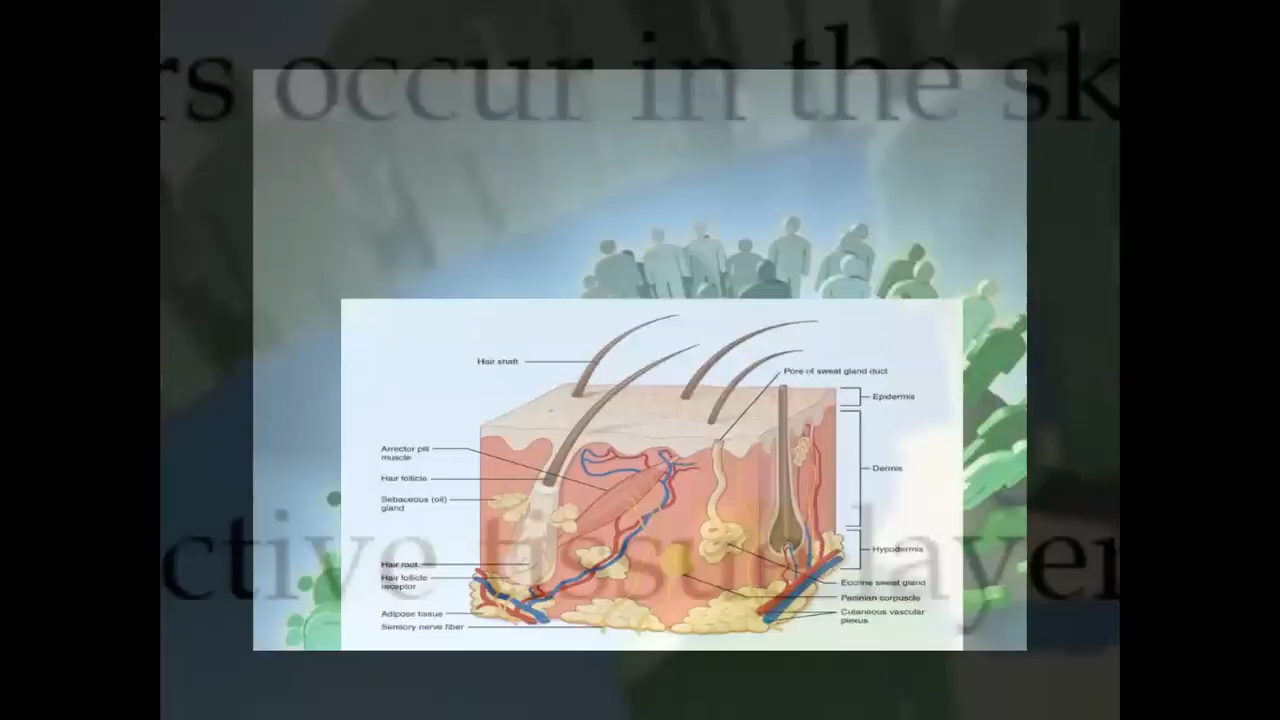 rs occur in the sk
Hair shaft
Pore of sweat gland duct
Epidermis
Arrector pili
muscle
Dermis
Hair follicle
Sebaceous (oil)
gland
ctive tissue layer
Hypodermis
Hair root
Hair follicle
receptor
Eccrine sweat gland
Pacinian corpuscle
Adipose tissue
Cutaneous vascular
plexus
Sensory nerve fiber